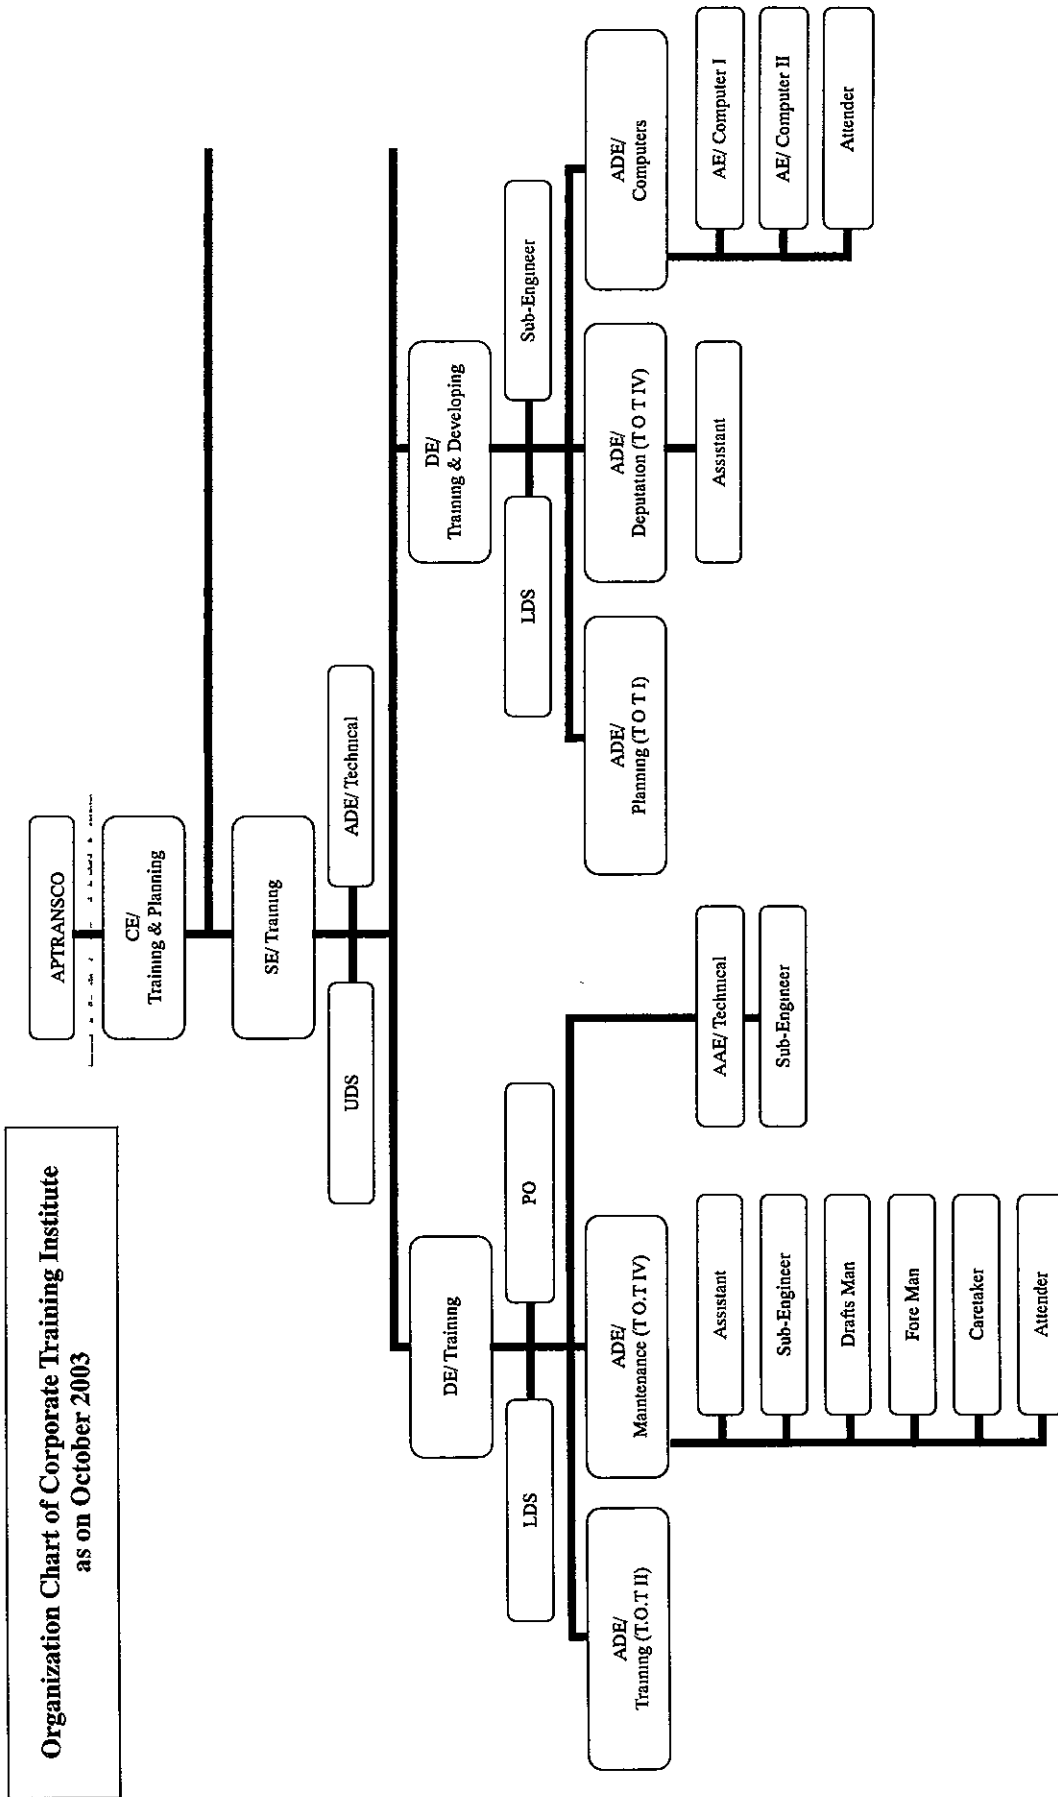 Organization Chart of Corporate Training Institute
as on October 2003
APTRANSCO
CE/
Training & Planning
SE/ Training
UDS
ADE/ Technical
DE/ Training
DE/
Training & Developing
LDS
PO
LDS
Sub-Engineer
ADE/
Training (T.O.T II)
ADE/
Maintenance (T O.T IV)
ADE/
Planning (T O T I)
ADE/
Deputation (T O T IV)
ADE/
Computers
Assistant
Sub-Engineer
Drafts Man
Fore Man
Caretaker
Attender
AAE/ Technical
Sub-Engineer
Assistant
AE/ Computer I
AE/ Computer II
Attender